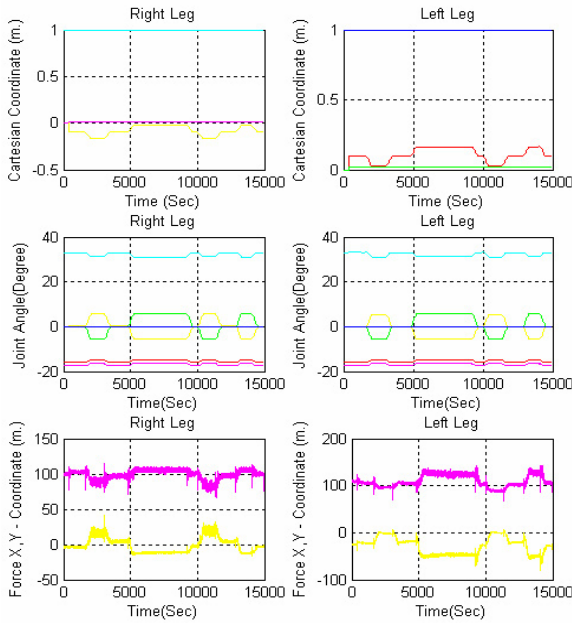 Right Leg
Left Leg
Cartesian Coordinate (m.)
1
0.5
0
-0.5
0
5000
10000
15000
Time (Sec)
Cartesian Coordinate (m.)
1
0.5
0
0
5000
10000
15000
Time (Sec)
Right Leg
Left Leg
Joint Angle(Degree)
40
20
0
-20
0
5000
10000
15000
Time(Sec)
Joint Angle(Degree)
40
20
0
-20
0
5000
10000
15000
Time(Sec)
Right Leg
Left Leg
Force X,Y - Coordinate (m.)
150
100
50
0
-50
0
5000
10000
15000
Time(Sec)
Force X,Y - Coordinate (m.)
200
100
0
-100
0
5000
10000
15000
Time(Sec)